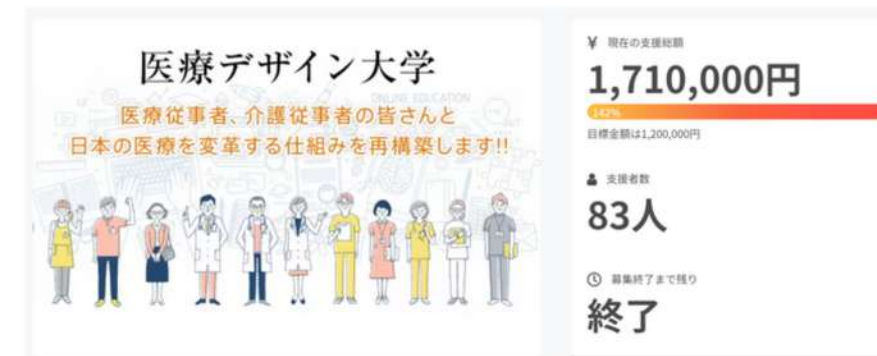 医療デザイン大学
ONLINE EDUCATION
医療従事者、介護従事者の皆さんと
日本の医療を変革する仕組みを再構築します!!
¥ 現在の支援総額
1,710,000円
142%
目標金額は1,200,000円
支援者数
83人
募集終了まで残り
終了